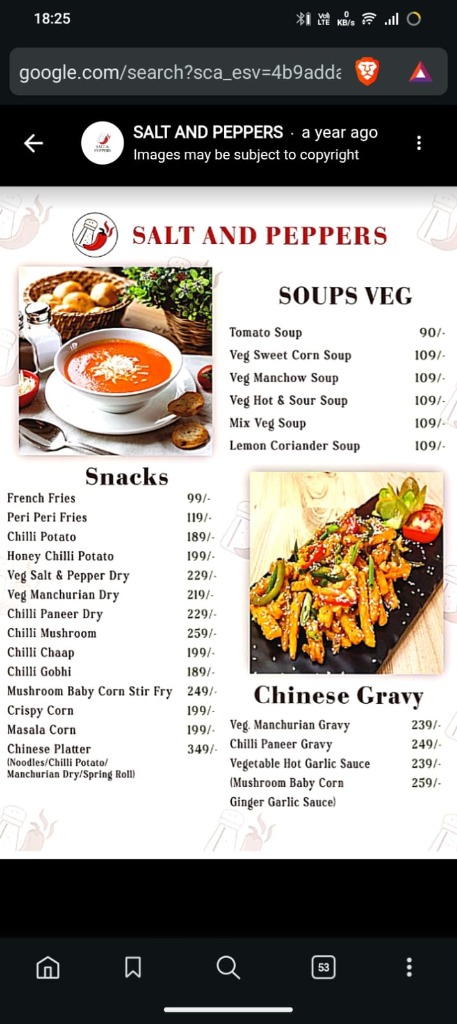 18:25
Vo) LTE
0 KB/s
google.com/search?sca_esv=4b9adda
SALT AND PEPPERS · a year ago
Images may be subject to copyright
SALT AND PEPPERS
SOUPS VEG
Tomato Soup 90/-
Veg Sweet Corn Soup 109/-
Veg Manchow Soup 109/-
Veg Hot & Sour Soup 109/-
Mix Veg Soup 109/-
Lemon Coriander Soup 109/-
Snacks
French Fries 99/-
Peri Peri Fries 119/-
Chilli Potato 189/-
Honey Chilli Potato 199/-
Veg Salt & Pepper Dry 229/-
Veg Manchurian Dry 219/-
Chilli Paneer Dry 229/-
Chilli Mushroom 259/-
Chilli Chaap 199/-
Chilli Gobhi 189/-
Mushroom Baby Corn Stir Fry 249/-
Crispy Corn 199/-
Masala Corn 199/-
Chinese Platter 349/-
(Noodles/Chilli Potato/
Manchurian Dry/Spring Roll)
Chinese Gravy
Veg. Manchurian Gravy 239/-
Chilli Paneer Gravy 249/-
Vegetable Hot Garlic Sauce 239/-
(Mushroom Baby Corn 259/-
Ginger Garlic Sauce)
53